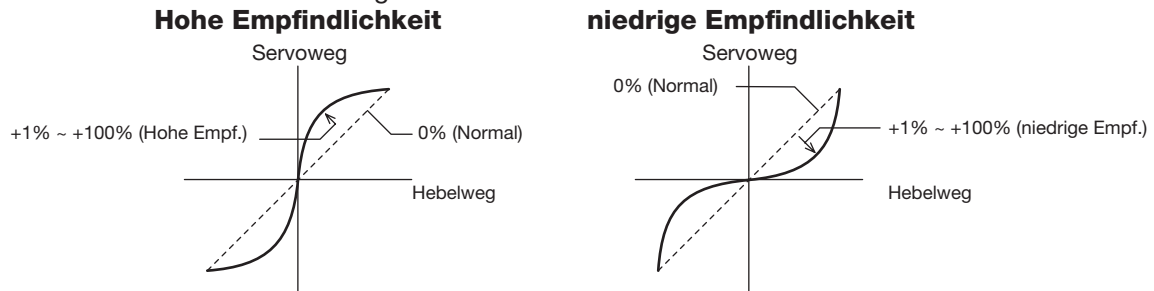 Hohe Empfindlichkeit
Servoweg
+1% ~ +100% (Hohe Empf.)
0% (Normal)
Hebelweg
niedrige Empfindlichkeit
Servoweg
0% (Normal)
+1% ~ +100% (niedrige Empf.)
Hebelweg